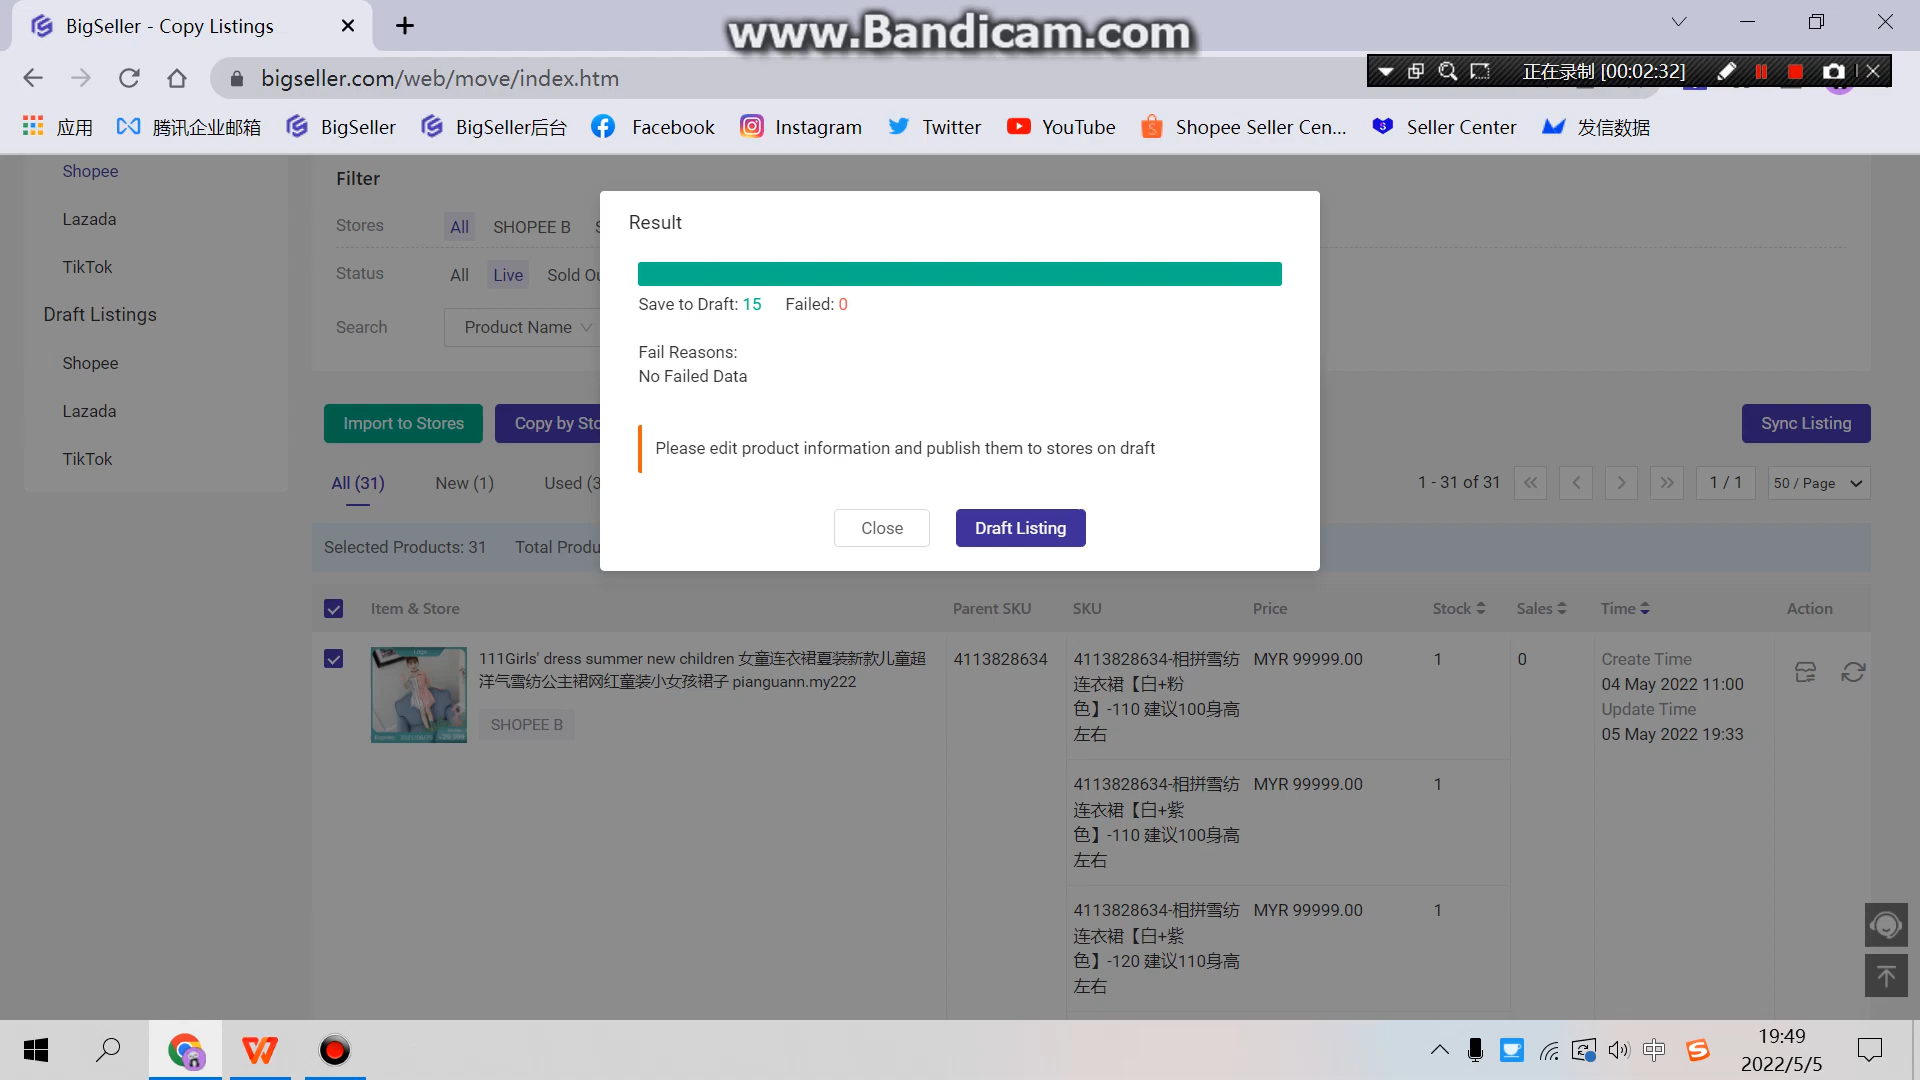 BigSeller - Copy Listings
www.Bandicam.com
bigseller.com/web/move/index.htm
正在录制 [00:02:32]
应用
腾讯企业邮箱
BigSeller
BigSeller后台
Facebook
Instagram
Twitter
YouTube
Shopee Seller Cen...
Seller Center
发信数据
Shopee
Lazada
TikTok
Draft Listings
Shopee
Lazada
TikTok
Filter
Stores All SHOPEE B
Status All Live Sold Ou
Search Product Name
Result
Save to Draft: 15 Failed: 0
Fail Reasons:
No Failed Data
Please edit product information and publish them to stores on draft
Close Draft Listing
Import to Stores Copy by Sto Sync Listing
All (31) New (1) Used (3 1 - 31 of 31 1 / 1 50 / Page
Selected Products: 31 Total Produ
Item & Store Parent SKU SKU Price Stock Sales Time Action
111Girls' dress summer new children 女童连衣裙夏装新款儿童超
洋气雪纺公主裙网红童装小女孩裙子 pianguann.my222
SHOPEE B
4113828634
4113828634-相拼雪纺
连衣裙【白+粉
色】-110 建议100身高
左右
MYR 99999.00
1
0
Create Time
04 May 2022 11:00
Update Time
05 May 2022 19:33
4113828634-相拼雪纺
连衣裙【白+紫
色】-110 建议100身高
左右
MYR 99999.00
1
4113828634-相拼雪纺
连衣裙【白+紫
色】-120 建议110身高
左右
MYR 99999.00
1
中
19:49
2022/5/5